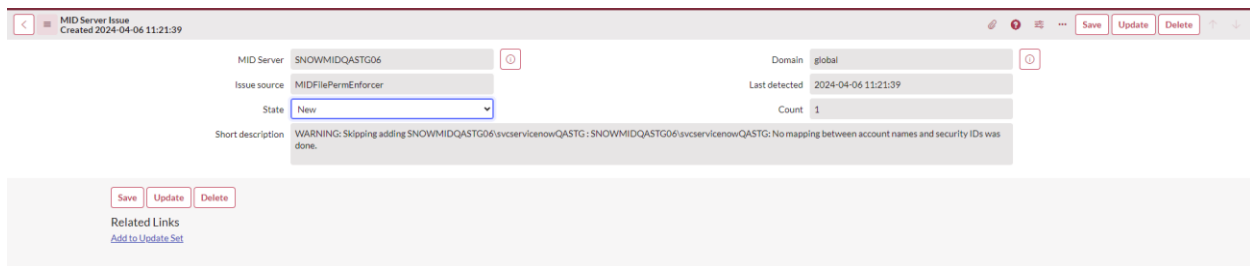 MID Server Issue
Created 2024-04-06 11:21:39
Save Update Delete
MID Server SNOWMIDQASTG06 Domain global
Issue source MIDFilePermEnforcer Last detected 2024-04-06 11:21:39
State New Count 1
Short description WARNING: Skipping adding SNOWMIDQASTG06\svcservicenowQASTG : SNOWMIDQASTG06\svcservicenowQASTG: No mapping between account names and security IDs was
done.
Save Update Delete
Related Links
Add to Update Set